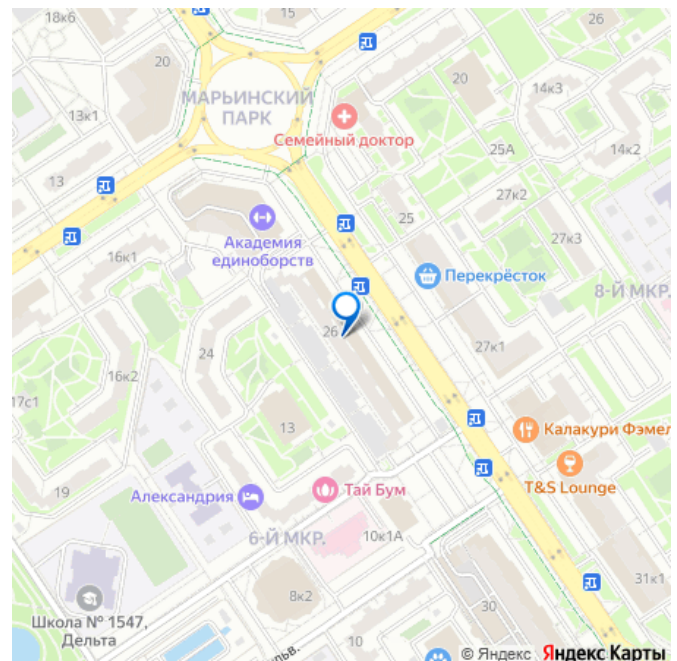 18к6
15
26
20
МАРЬИНСКИЙ
ПАРК
20
14к3
13к1
Семейный доктор
25А
14к2
13
27к2
25
27к3
Академия
единоборств
16к1
Перекрёсток
8-Й МКР.
26
27к1
24
16к2
17с1
13
Калакури Фэмел
19
Александрия
Тай Бум
T&S Lounge
6-Й МКР.
10к1А
31к1
8к2
Школа № 1547,
Дельта
30
10
ульв.
© Яндекс Яндекс Карты